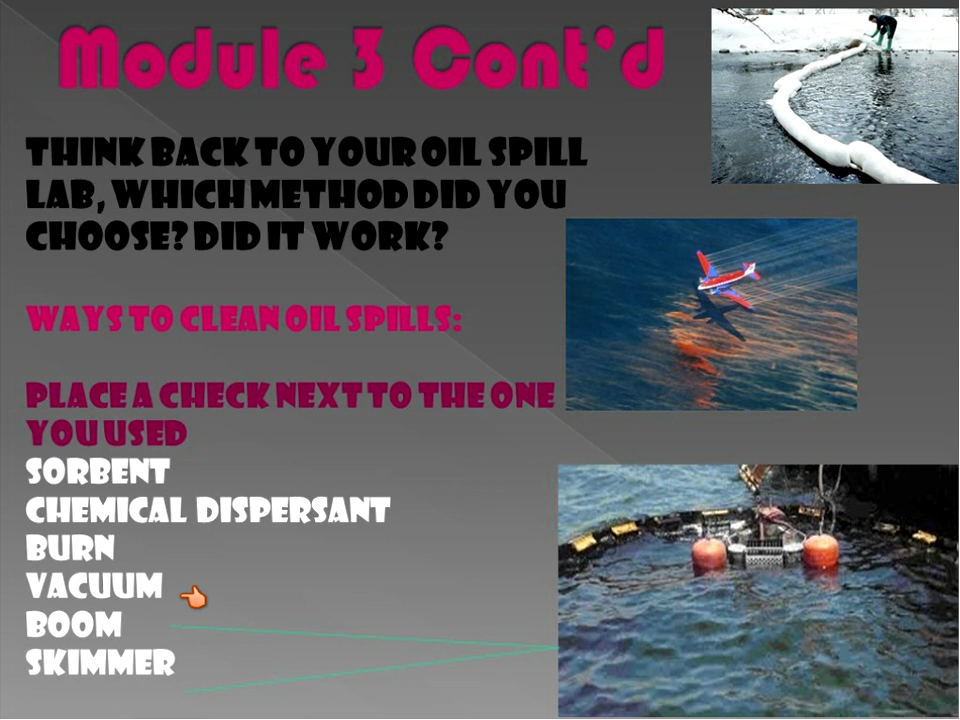 Module 3 Cont'd
THINK BACK TO YOUR OIL SPILL
LAB, WHICH METHOD DID YOU
CHOOSE? DID IT WORK?
WAYS TO CLEAN OIL SPILLS:
PLACE A CHECK NEXT TO THE ONE
YOU USED
SORBENT
CHEMICAL DISPERSANT
BURN
VACUUM
BOOM
SKIMMER